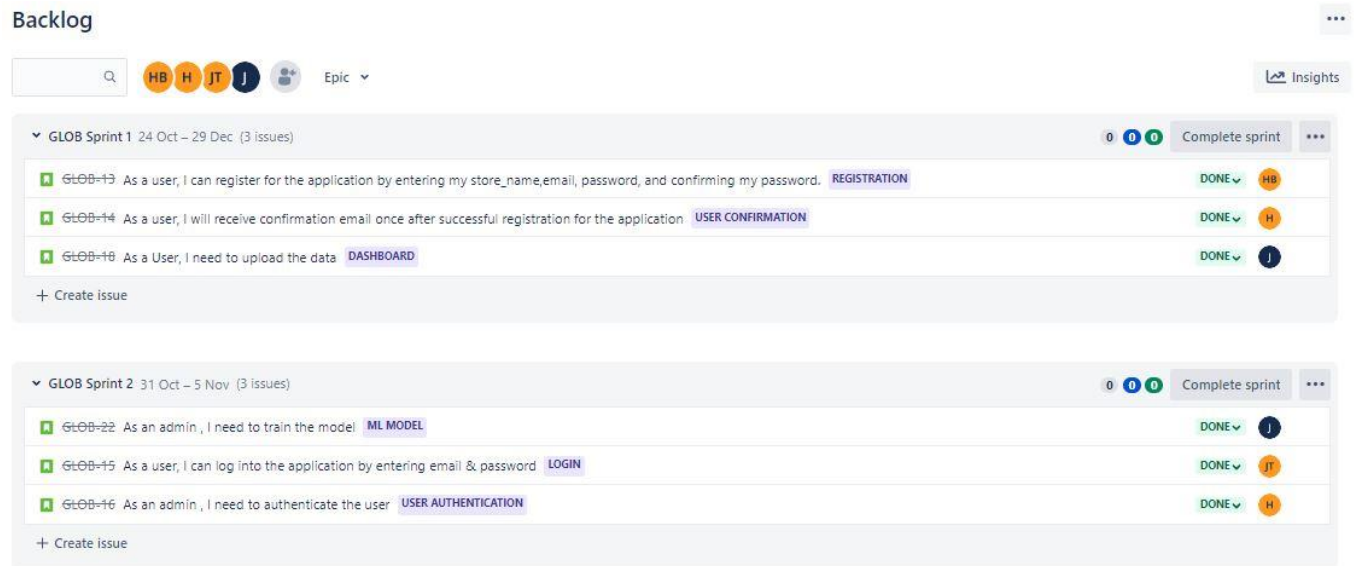 Backlog
HB H JT J Epic Insights
GLOB Sprint 1 24 Oct – 29 Dec (3 issues) 0 0 0 Complete sprint
GLOB-13 As a user, I can register for the application by entering my store_name,email, password, and confirming my password. REGISTRATION DONE HB
GLOB-14 As a user, I will receive confirmation email once after successful registration for the application USER CONFIRMATION DONE H
GLOB-18 As a User, I need to upload the data DASHBOARD DONE J
+ Create issue
GLOB Sprint 2 31 Oct – 5 Nov (3 issues) 0 0 0 Complete sprint
GLOB-22 As an admin , I need to train the model ML MODEL DONE J
GLOB-15 As a user, I can log into the application by entering email & password LOGIN DONE JT
GLOB-16 As an admin , I need to authenticate the user USER AUTHENTICATION DONE H
+ Create issue